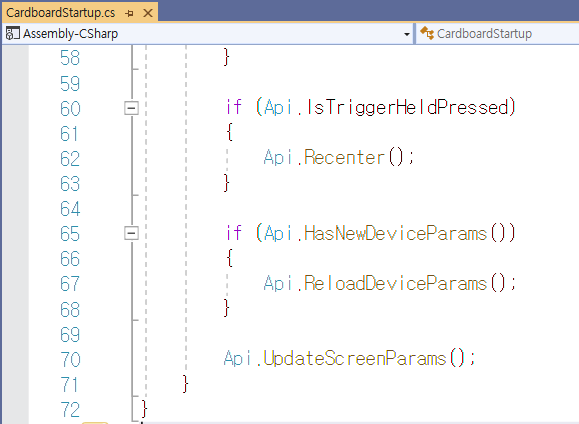 CardboardStartup.cs
Assembly-CSharp CardboardStartup
58 }
59
60 if (Api.IsTriggerHeldPressed)
61 {
62 Api.Recenter();
63 }
64
65 if (Api.HasNewDeviceParams())
66 {
67 Api.ReloadDeviceParams();
68 }
69
70 Api.UpdateScreenParams();
71 }
72 }